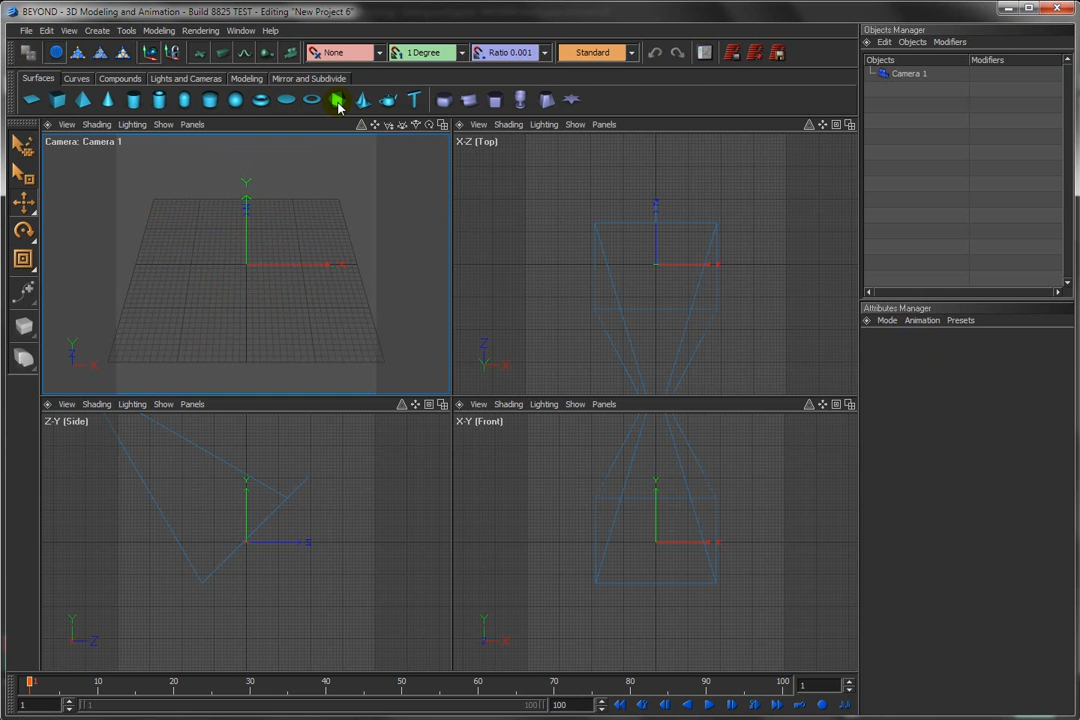 BEYOND - 3D Modeling and Animation - Build 8825 TEST - Editing "New Project 6"
File Edit Create Tools Modeling Rendering Window Help
None 1 Degree Ratio 0.001 Standard
Surfaces Curves Compounds Lights and Cameras Modeling Mirror and Subdivide
View Shading Lighting Show Panels
View Shading Lighting Show Panels
Camera: Camera 1
X-Z (Top)
Y
X
Z
X
Y
Z
X
Z
Y
X
View Shading Lighting Show Panels
View Shading Lighting Show Panels
Z-Y (Side)
X-Y (Front)
Y
Z
Y
X
Y
Z
Y
X
Objects Manager
Edit Objects Modifiers
Objects Modifiers
Camera 1
Attributes Manager
Mode Animation Presets
1 10 20 30 40 50 60 70 80 90 100 1
1 1 100 100